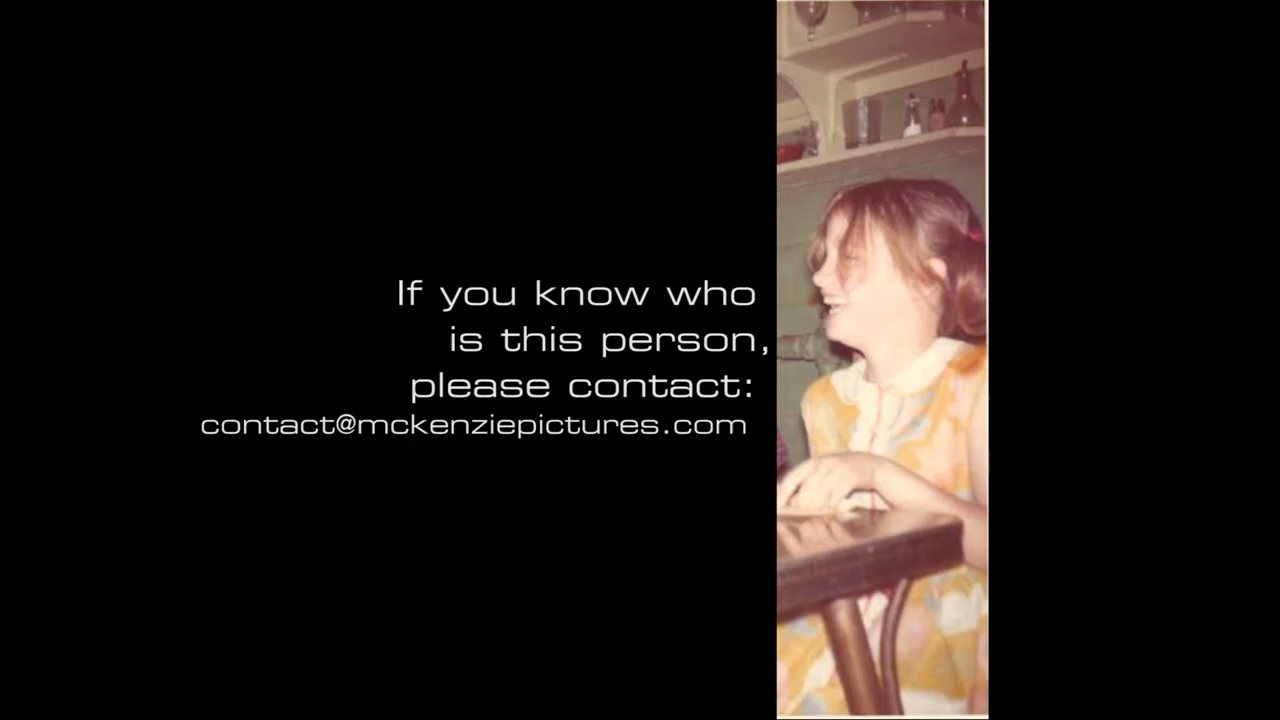 If you know who
is this person,
please contact:
contact@mckenziepictures.com